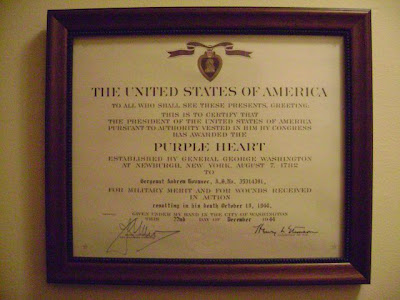 THE UNITED STATES OF AMERICA
TO ALL WHO SHALL SEE THESE PRESENTS, GREETING:
THIS IS TO CERTIFY THAT
THE PRESIDENT OF THE UNITED STATES OF AMERICA
PURSUANT TO AUTHORITY VESTED IN HIM BY CONGRESS
HAS AWARDED THE
PURPLE HEART
ESTABLISHED BY GENERAL GEORGE WASHINGTON
AT NEWBURGH, NEW YORK, AUGUST 7, 1782
TO
Sergeant
FOR MILITARY MERIT AND FOR WOUNDS RECEIVED
IN ACTION
resulting in his death October
GIVEN UNDER MY HAND IN THE CITY OF WASHINGTON
THIS DAY OF December